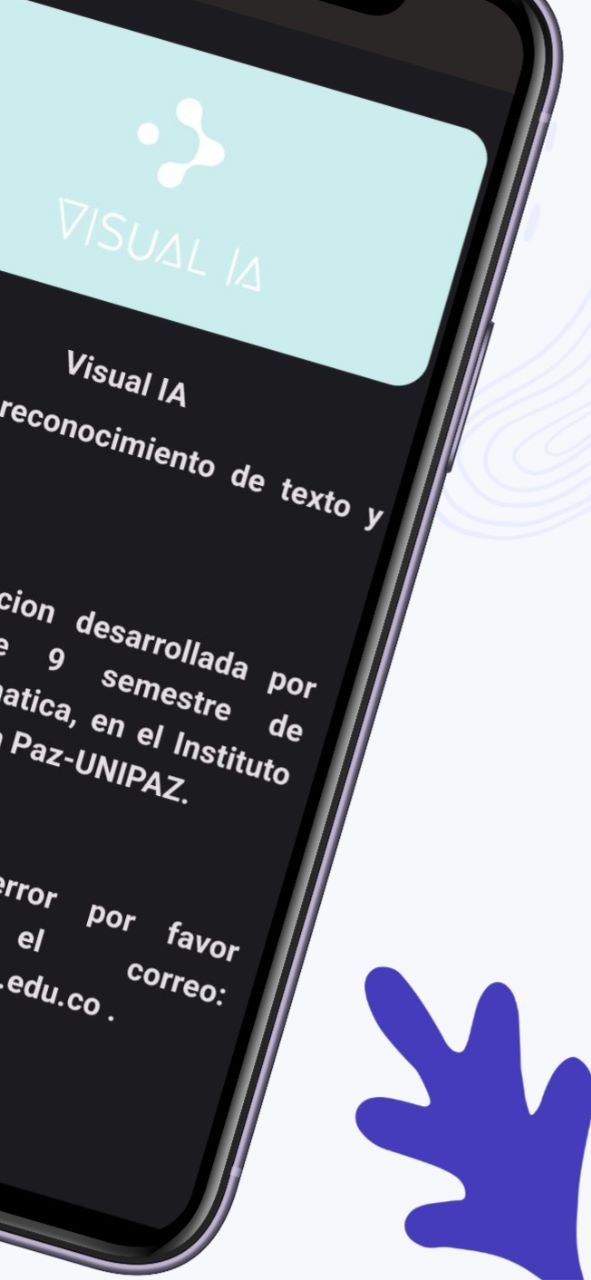 VISUAL IA
Visual IA
reconocimiento de texto y
cion desarrollada por
e 9 semestre de
atica, en el Instituto
Paz-UNIPAZ.
error por favor
el correo:
.edu.co .